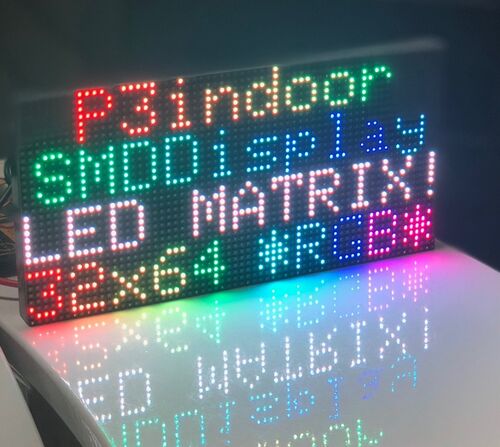 P3indoor
SMDDisplay
LED MATRIX!
32x64 *RGB*